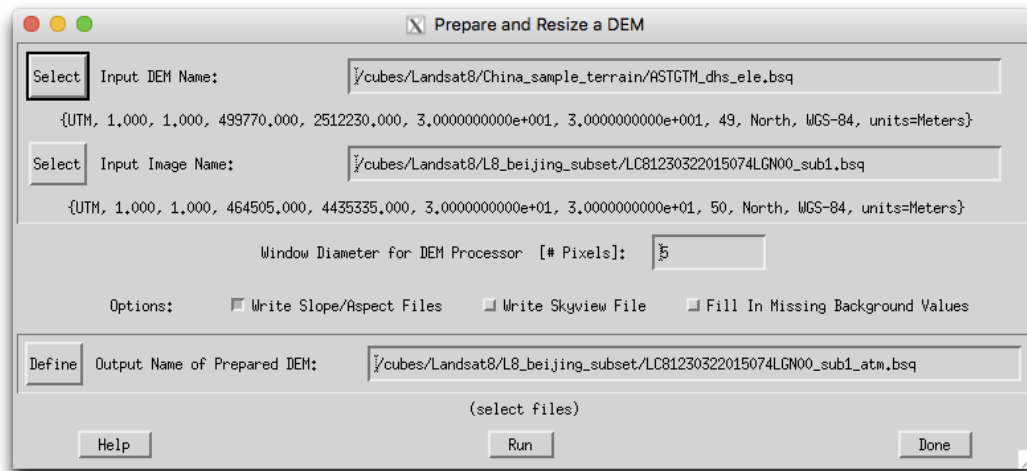 Prepare and Resize a DEM
Select Input DEM Name: /cubes/Landsat8/China_sample_terrain/ASTGTM_dhs_ele.bsq
{UTM, 1.000, 1.000, 499770.000, 2512230.000, 3.0000000000e+001, 3.0000000000e+001, 49, North, WGS-84, units=Meters}
Select Input Image Name: /cubes/Landsat8/L8_beijing_subset/LC81230322015074LGN00_sub1.bsq
{UTM, 1.000, 1.000, 464505.000, 4435335.000, 3.0000000000e+01, 3.0000000000e+01, 50, North, WGS-84, units=Meters}
Window Diameter for DEM Processor [# Pixels]: 5
Options: Write Slope/Aspect Files Write Skyview File Fill In Missing Background Values
Define Output Name of Prepared DEM: /cubes/Landsat8/L8_beijing_subset/LC81230322015074LGN00_sub1_atm.bsq
(select files)
Help Run Done